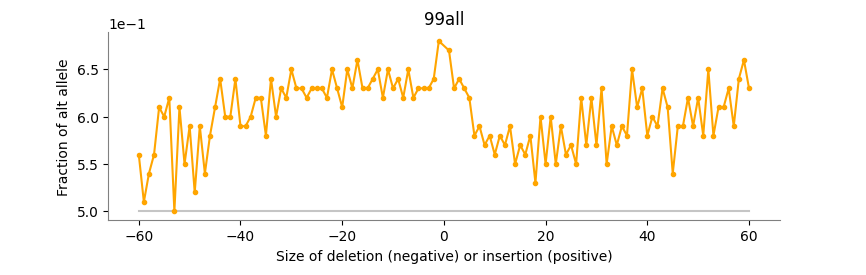 99all
1e−1
6.5
6.0
5.5
5.0
Fraction of alt allele
−60 −40 −20 0 20 40 60
Size of deletion (negative) or insertion (positive)